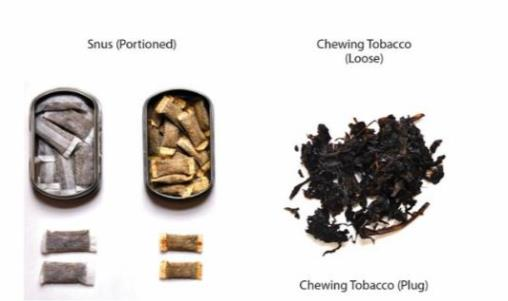 Snus (Portioned)
Chewing Tobacco
(Loose)
Chewing Tobacco (Plug)